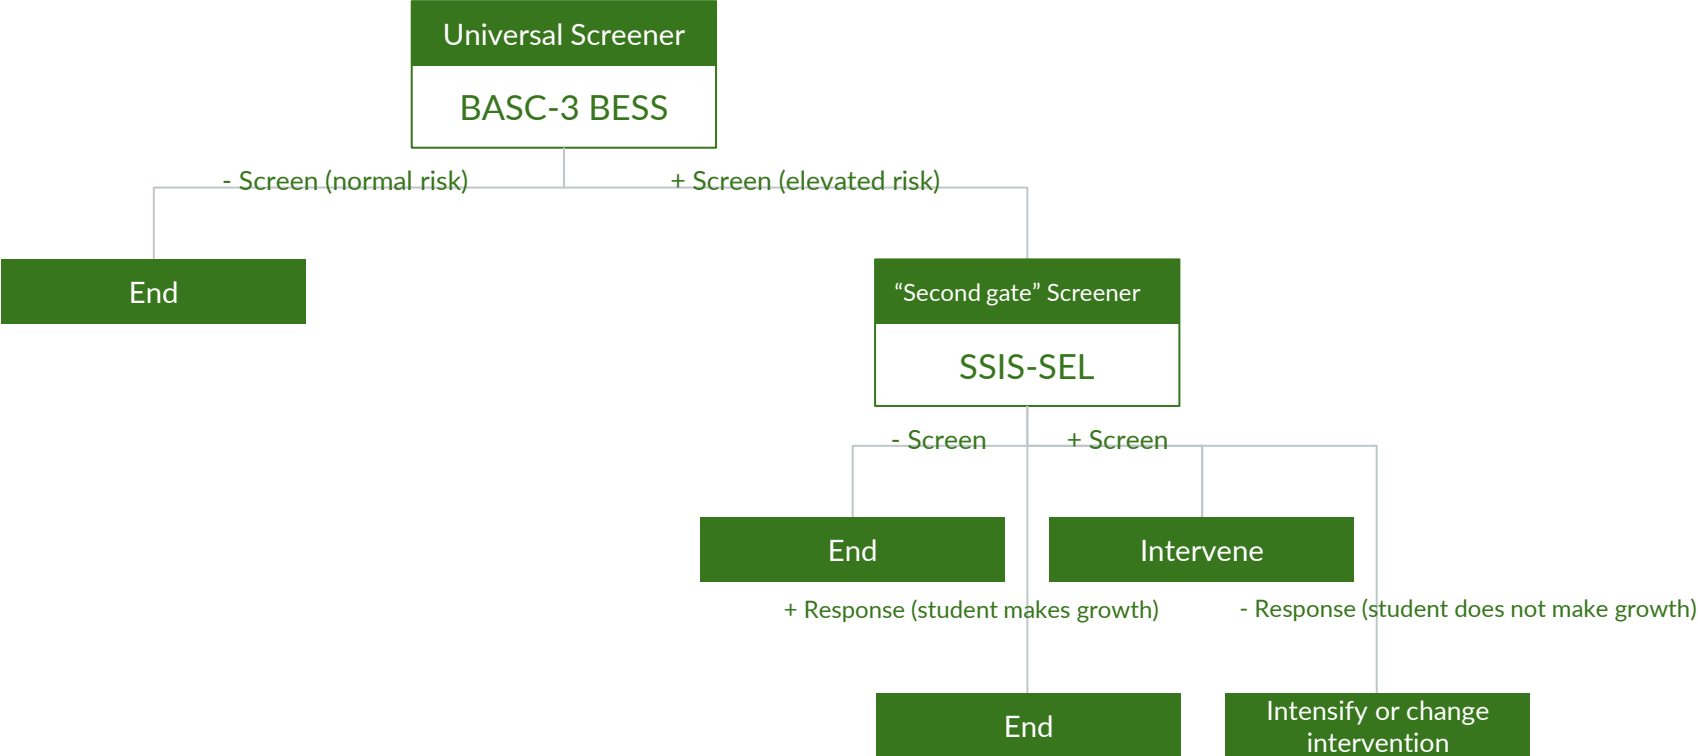 Universal Screener
BASC-3 BESS
- Screen (normal risk)
+ Screen (elevated risk)
End
“Second gate” Screener
SSIS-SEL
- Screen
+ Screen
End
Intervene
+ Response (student makes growth)
- Response (student does not make growth)
End
Intensify or change
intervention